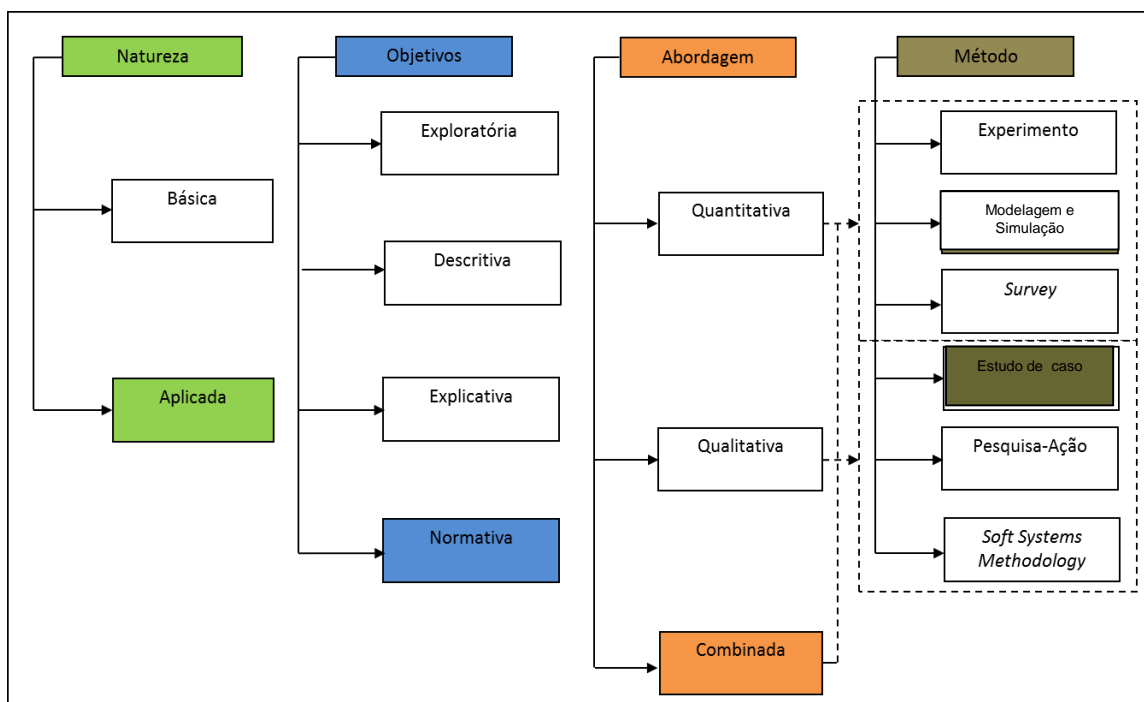 Natureza
Básica
Aplicada
Objetivos
Exploratória
Descritiva
Explicativa
Normativa
Abordagem
Quantitativa
Qualitativa
Combinada
Método
Experimento
Modelagem e
Simulação
Survey
Estudo de caso
Pesquisa-Ação
Soft Systems
Methodology